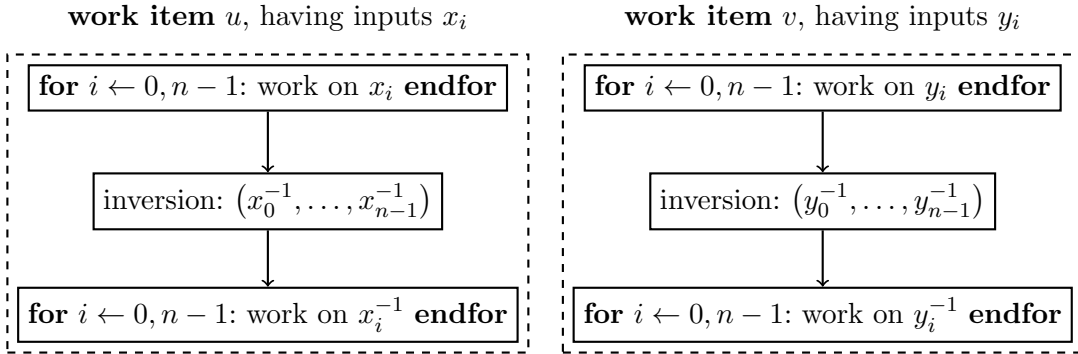 work item u, having inputs x_i
for i ← 0, n − 1: work on x_i endfor
inversion: (x_0^{-1}, . . . , x_{n-1}^{-1})
for i ← 0, n − 1: work on x_i^{-1} endfor
work item v, having inputs y_i
for i ← 0, n − 1: work on y_i endfor
inversion: (y_0^{-1}, . . . , y_{n-1}^{-1})
for i ← 0, n − 1: work on y_i^{-1} endfor